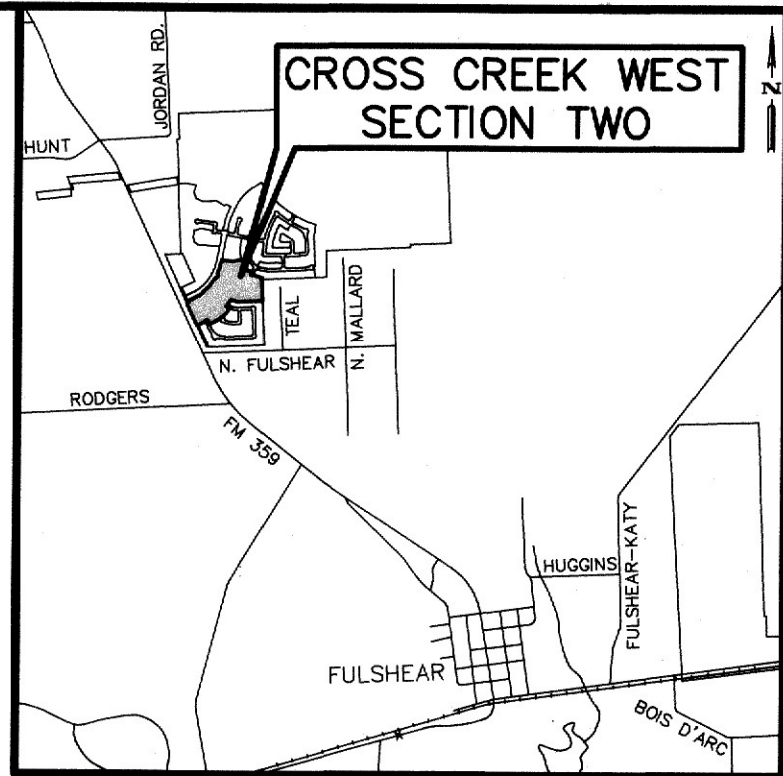 CROSS CREEK WEST
SECTION TWO
N
JORDAN RD.
HUNT
TEAL
N. MALLARD
N. FULSHEAR
RODGERS
FM 359
HUGGINS
FULSHEAR-KATY
FULSHEAR
BOIS D'ARC